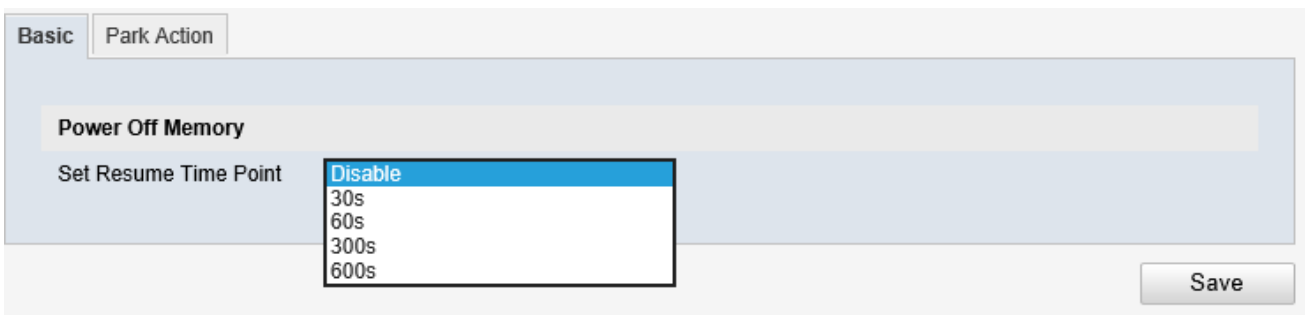 Basic Park Action
Power Off Memory
Set Resume Time Point Disable
30s
60s
300s
600s
Save